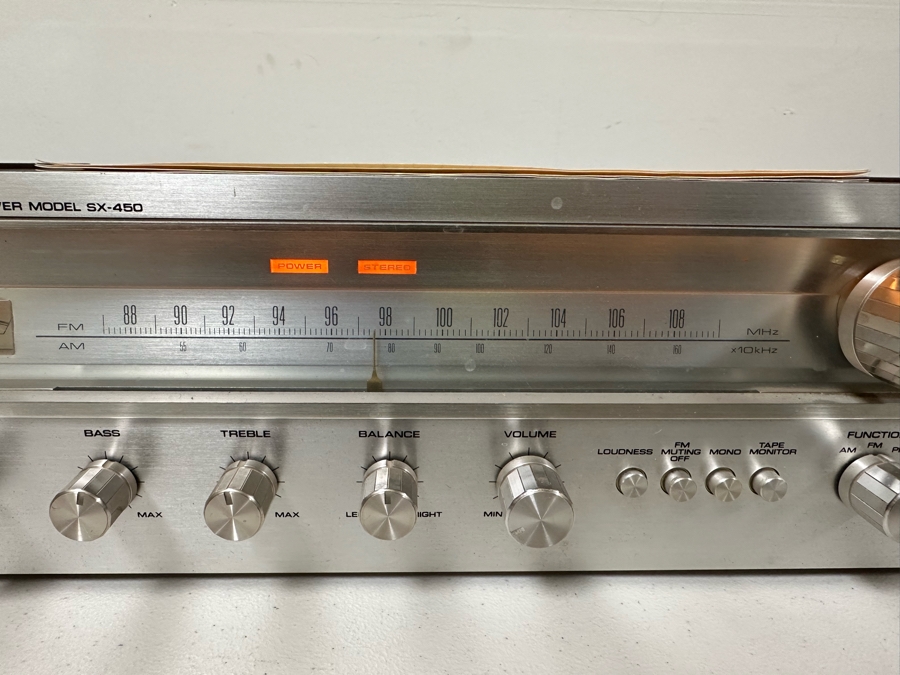 VER MODEL SX-450
POWER STEREO
FM 88 90 92 94 96 98 100 102 104 106 108 MHz
AM 55 60 70 80 90 100 120 140 160 x10kHz
BASS TREBLE BALANCE VOLUME
LOUDNESS FM MUTING OFF MONO TAPE MONITOR
FUNCTIO
AM FM P
MAX MAX LE IIGHT MIN